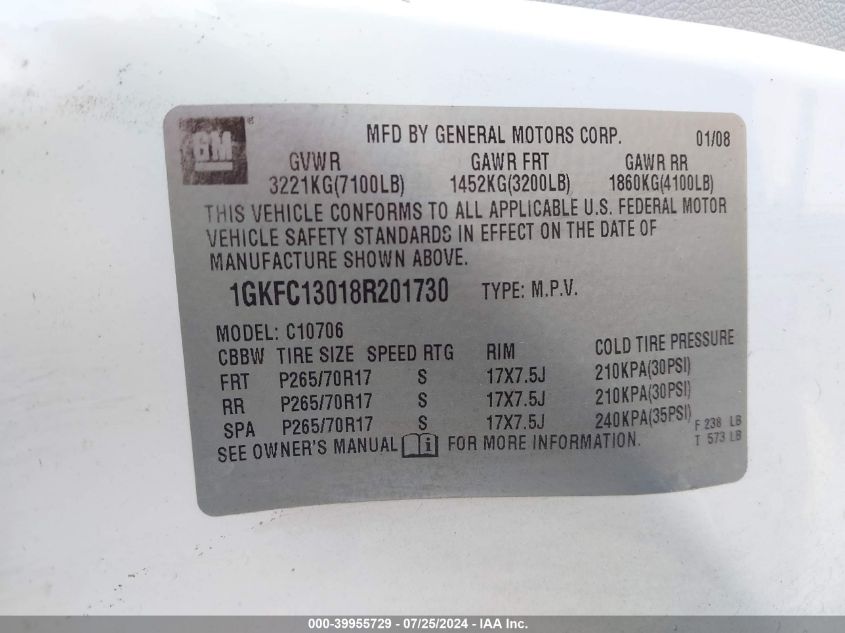 GM ®
MFD BY GENERAL MOTORS CORP. 01/08
GVWR GAWR FRT GAWR RR
3221KG(7100LB) 1452KG(3200LB) 1860KG(4100LB)
THIS VEHICLE CONFORMS TO ALL APPLICABLE U.S. FEDERAL MOTOR
VEHICLE SAFETY STANDARDS IN EFFECT ON THE DATE OF
MANUFACTURE SHOWN ABOVE.
1GKFC13018R201730 TYPE: M.P.V.
MODEL: C10706
CBBW TIRE SIZE SPEED RTG RIM COLD TIRE PRESSURE
FRT P265/70R17 S 17X7.5J 210KPA(30PSI)
RR P265/70R17 S 17X7.5J 210KPA(30PSI)
SPA P265/70R17 S 17X7.5J 240KPA(35PSI) F 238 LB
SEE OWNER'S MANUAL i FOR MORE INFORMATION. T 573 LB
000-39955729 - 07/25/2024 - IAA Inc.